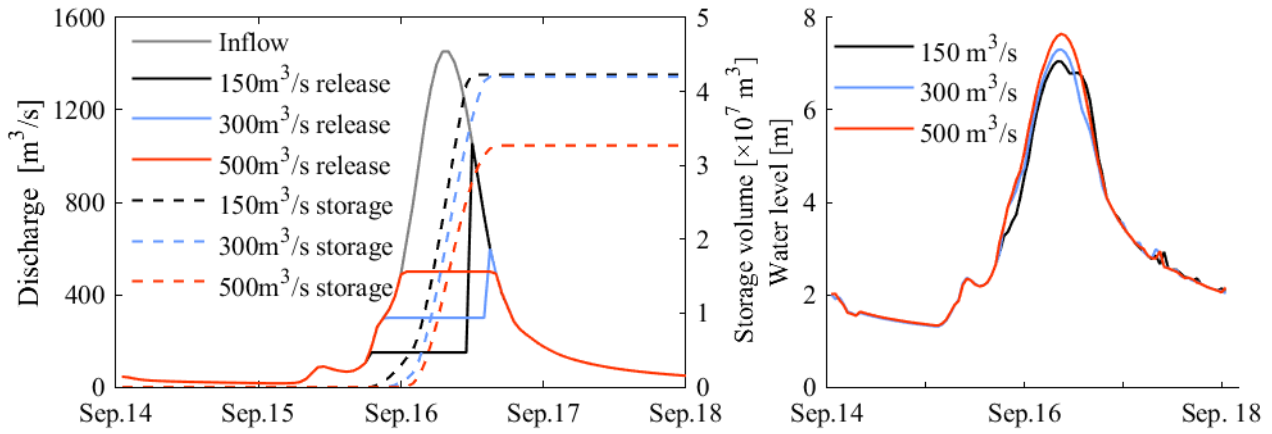 1600
1200
800
400
0
Discharge [m³/s]
Inflow
150m³/s release
300m³/s release
500m³/s release
150m³/s storage
300m³/s storage
500m³/s storage
5
4
3
2
1
0
Storage volume [×10⁷ m³]
Sep.14
Sep.15
Sep.16
Sep.17
Sep.18
8
6
4
2
0
Water level [m]
150 m³/s
300 m³/s
500 m³/s
Sep.14
Sep.16
Sep. 18